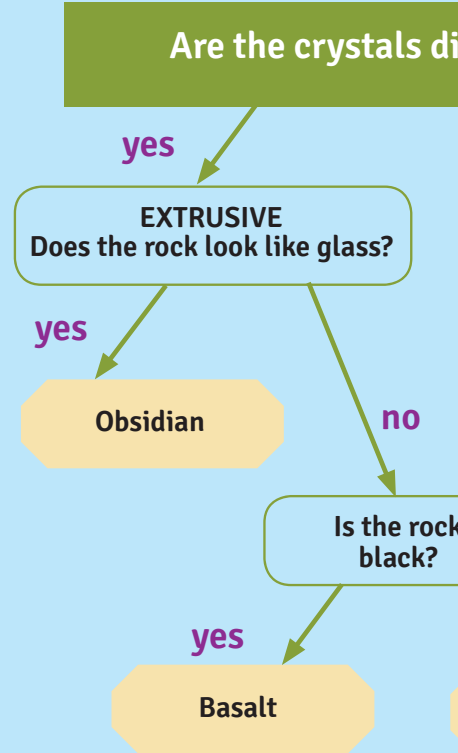 Are the crystals di
yes
EXTRUSIVE
Does the rock look like glass?
yes
Obsidian
no
Is the rock
black?
yes
Basalt